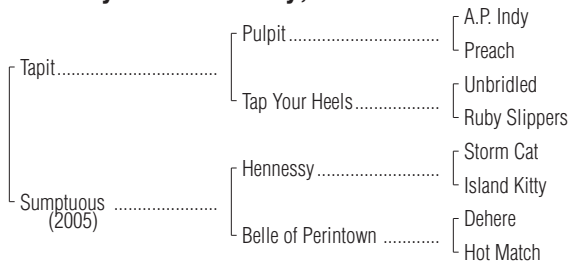 A.P. Indy
Pulpit
Preach
Tapit
Unbridled
Tap Your Heels
Ruby Slippers
Storm Cat
Hennessy
Island Kitty
Sumptuous
(2005)
Dehere
Belle of Perintown
Hot Match